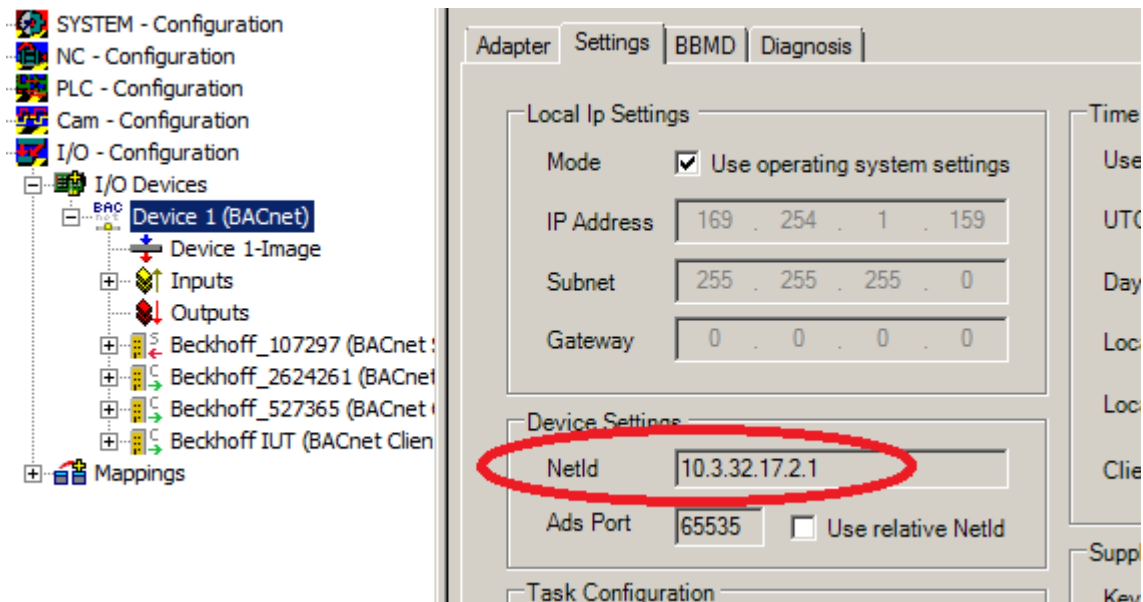 SYSTEM - Configuration
NC - Configuration
PLC - Configuration
Cam - Configuration
I/O - Configuration
I/O Devices
BAC
net
Device 1 (BACnet)
Device 1-Image
Inputs
Outputs
Beckhoff_107297 (BACnet
Beckhoff_2624261 (BACnet
Beckhoff_527365 (BACnet
Beckhoff IUT (BACnet Clien
Mappings
Adapter Settings BBMD Diagnosis
Local Ip Settings
Mode Use operating system settings
IP Address 169 . 254 . 1 . 159
Subnet 255 . 255 . 255 . 0
Gateway 0 . 0 . 0 . 0
Device Settings
NetId 10.3.32.17.2.1
Ads Port 65535 Use relative NetId
Task Configuration
Time
Use
UTC
Day
Loca
Loca
Clie
Suppl
Key